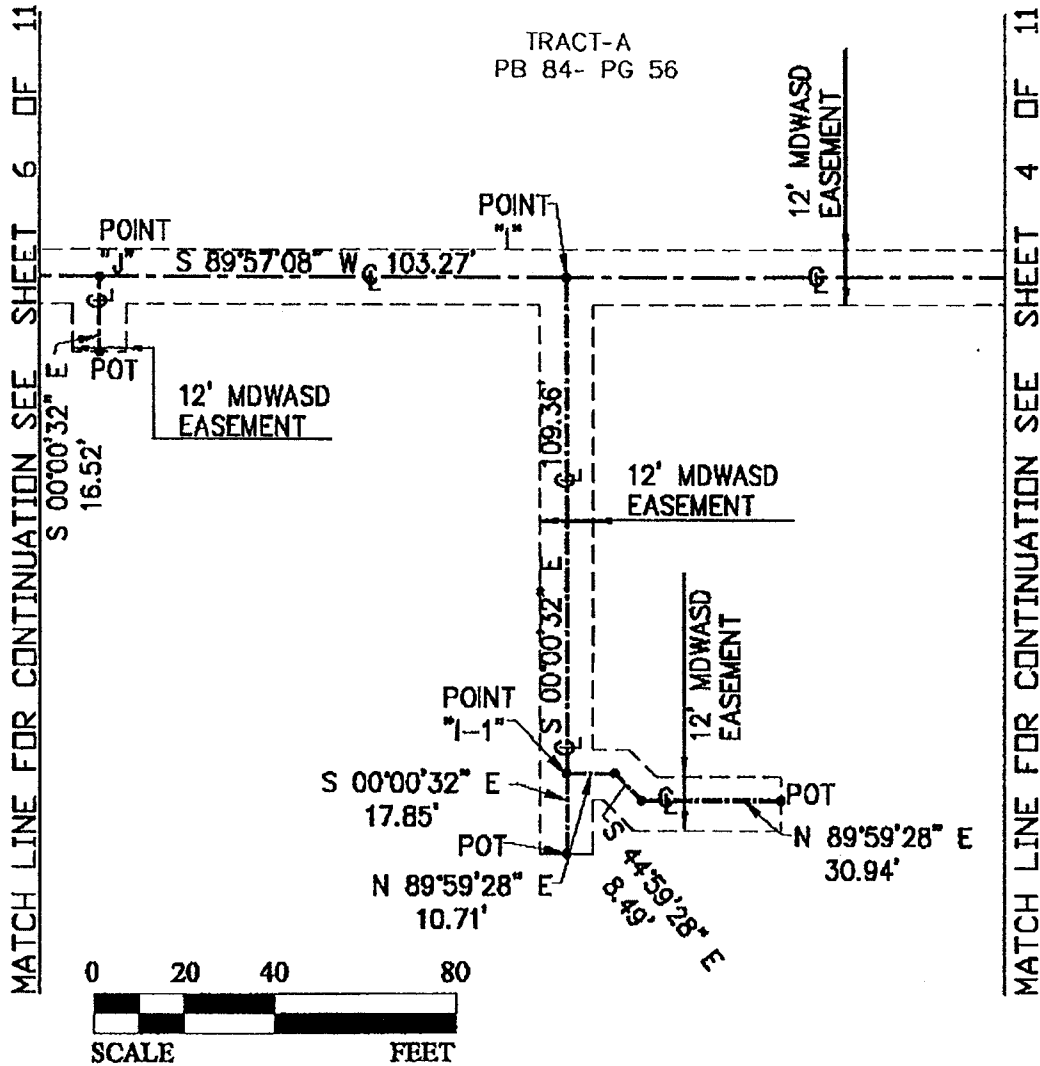 MATCH LINE FOR CONTINUATION SEE SHEET 6 OF 11
TRACT-A
PB 84- PG 56
12' MDWASD
EASEMENT
POINT
"J"
S 89°57'08" W 103.27'
POINT
"I"
POT
S 00°00'32" E
16.52'
12' MDWASD
EASEMENT
S 00°00'32" E 109.36'
12' MDWASD
EASEMENT
12' MDWASD
EASEMENT
POINT
"I-1"
S 00°00'32" E
17.85'
POT
N 89°59'28" E
10.71'
S 44°59'28" E
8.49'
POT
N 89°59'28" E
30.94'
0 20 40 80
SCALE FEET
MATCH LINE FOR CONTINUATION SEE SHEET 4 OF 11